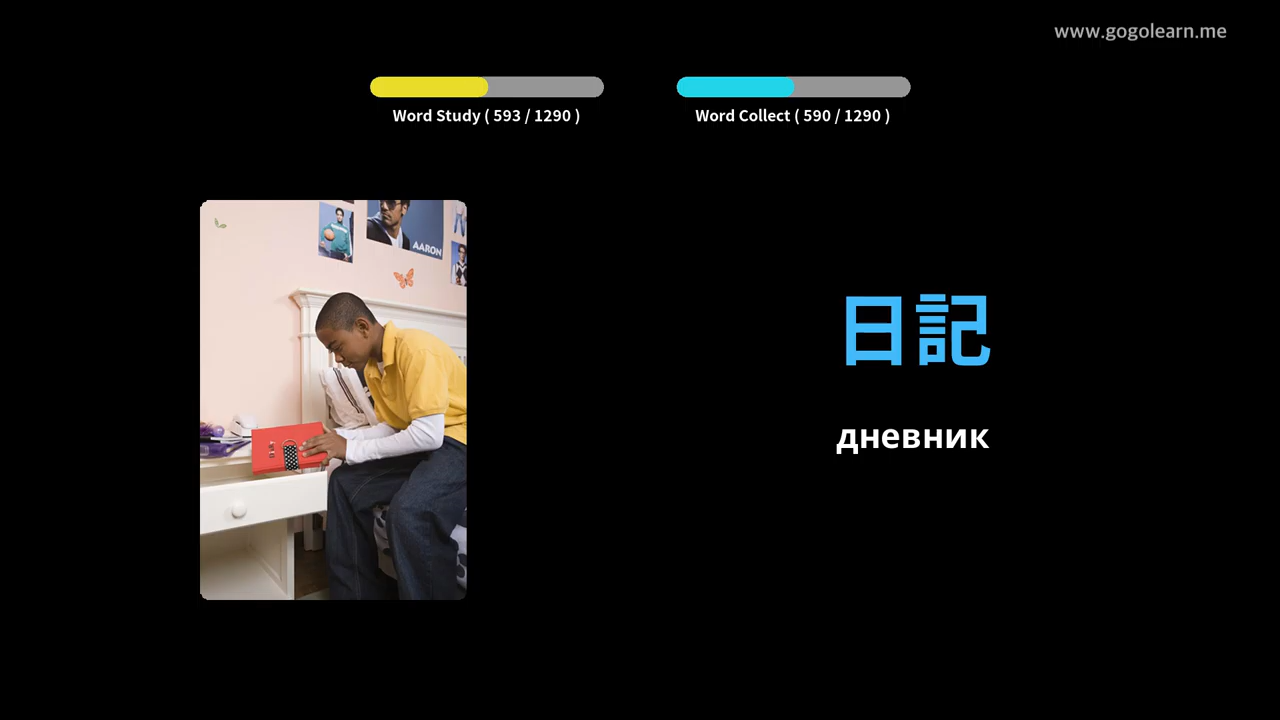 www.gogolearn.me
Word Study ( 593 / 1290 )
Word Collect ( 590 / 1290 )
AARON
日記
дневник